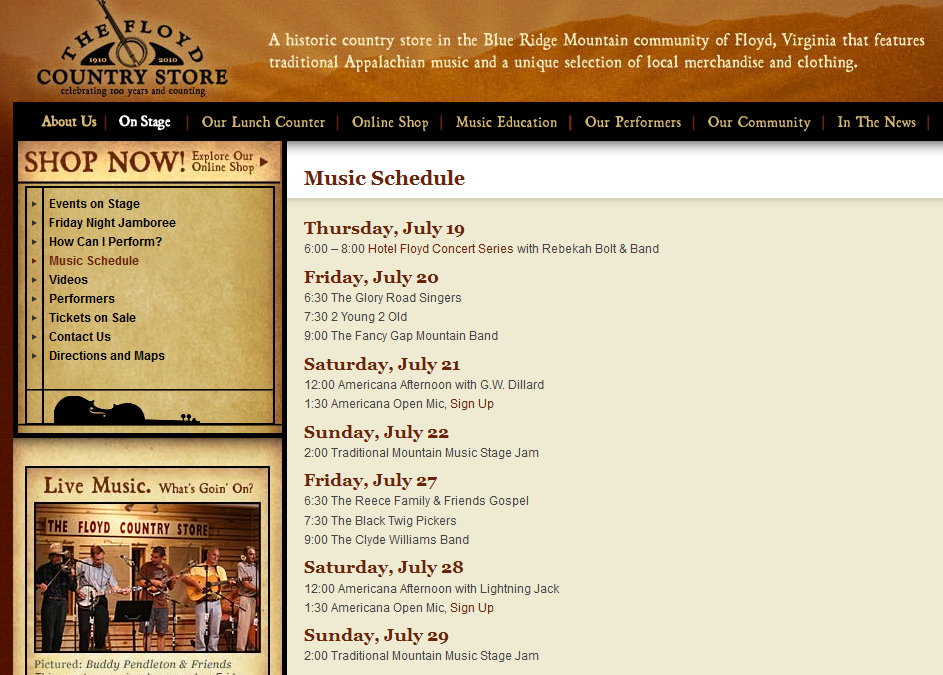 THE FLOYD
1910 2010
COUNTRY STORE
celebrating 100 years and counting
A historic country store in the Blue Ridge Mountain community of Floyd, Virginia that features
traditional Appalachian music and a unique selection of local merchandise and clothing.
About Us | On Stage | Our Lunch Counter | Online Shop | Music Education | Our Performers | Our Community | In The News |
SHOP NOW! Explore Our
Online Shop
Events on Stage
Friday Night Jamboree
How Can I Perform?
Music Schedule
Videos
Performers
Tickets on Sale
Contact Us
Directions and Maps
Live Music. What's Goin' On?
THE FLOYD COUNTRY STORE
Pictured: Buddy Pendleton & Friends
Music Schedule
Thursday, July 19
6:00 – 8:00 Hotel Floyd Concert Series with Rebekah Bolt & Band
Friday, July 20
6:30 The Glory Road Singers
7:30 2 Young 2 Old
9:00 The Fancy Gap Mountain Band
Saturday, July 21
12:00 Americana Afternoon with G.W. Dillard
1:30 Americana Open Mic, Sign Up
Sunday, July 22
2:00 Traditional Mountain Music Stage Jam
Friday, July 27
6:30 The Reece Family & Friends Gospel
7:30 The Black Twig Pickers
9:00 The Clyde Williams Band
Saturday, July 28
12:00 Americana Afternoon with Lightning Jack
1:30 Americana Open Mic, Sign Up
Sunday, July 29
2:00 Traditional Mountain Music Stage Jam